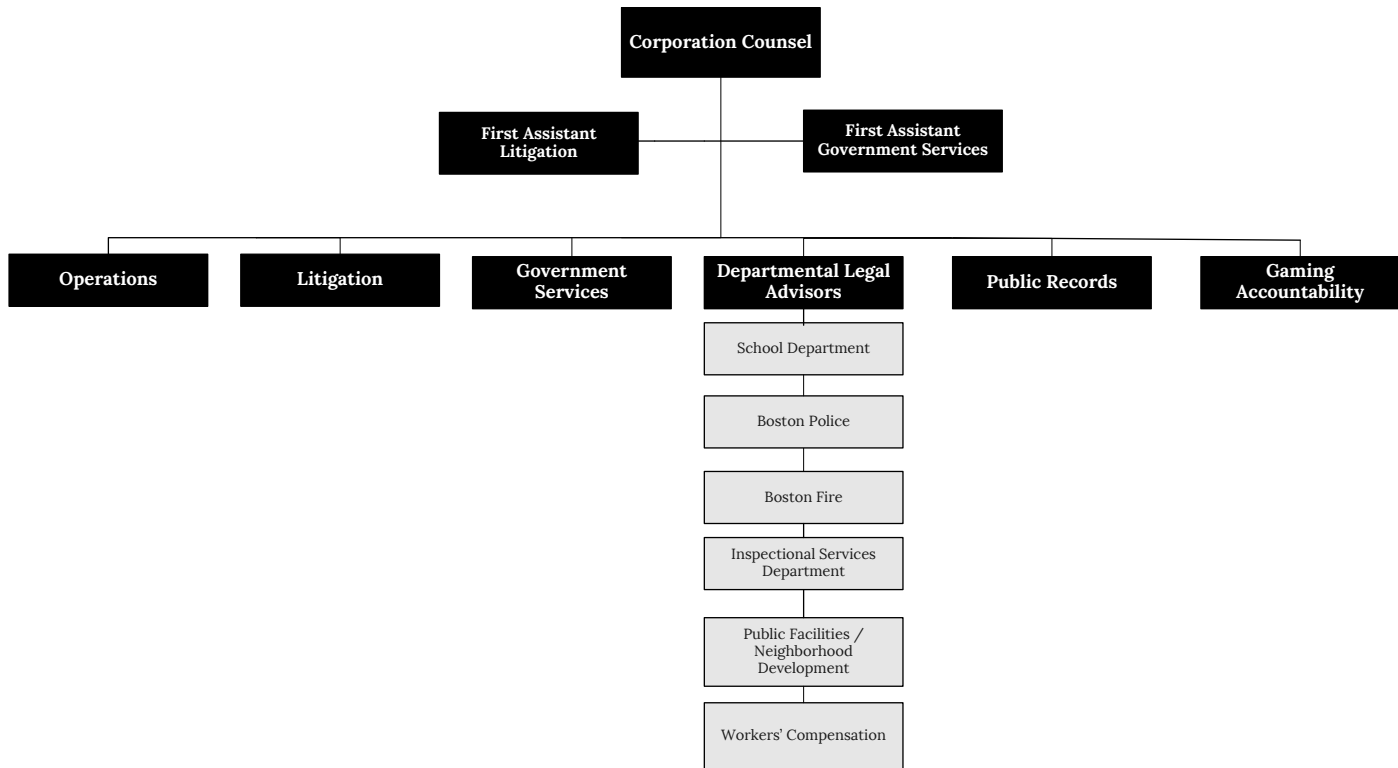 Corporation Counsel
First Assistant
Litigation
First Assistant
Government Services
Operations
Litigation
Government
Services
Departmental Legal
Advisors
Public Records
Gaming
Accountability
School Department
Boston Police
Boston Fire
Inspectional Services
Department
Public Facilities /
Neighborhood
Development
Workers’ Compensation